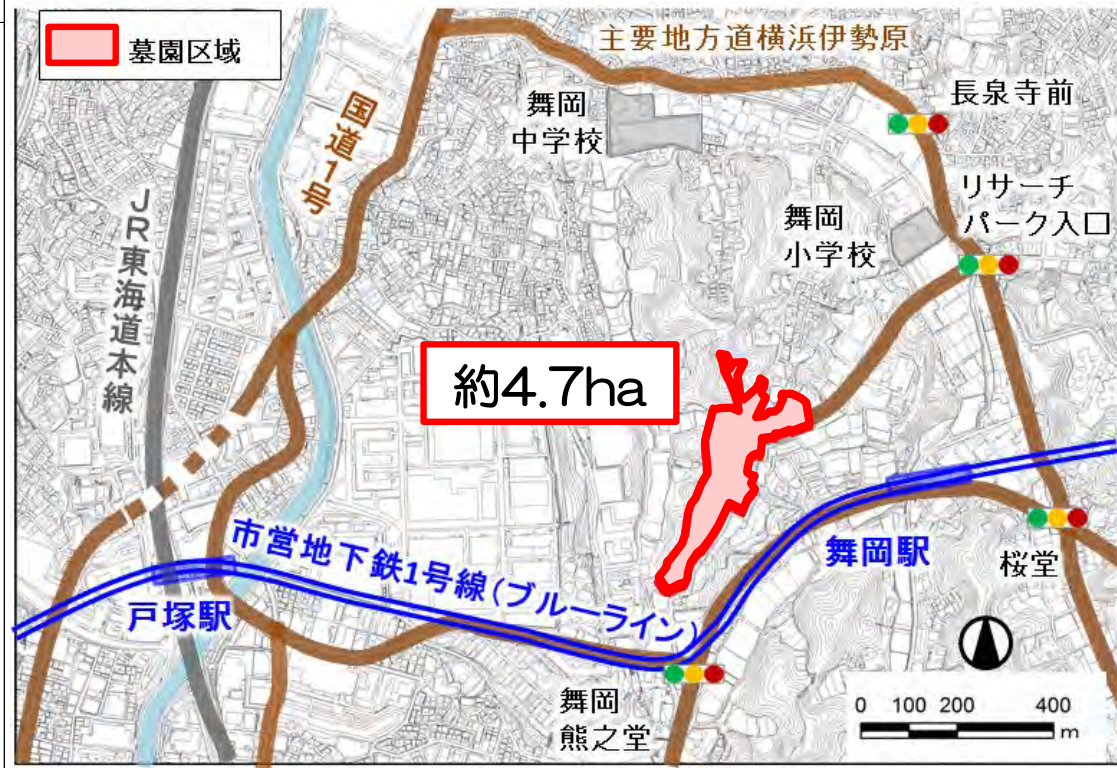 墓園区域
主要地方道横浜伊勢原
長泉寺前
舞岡
中学校
国道1号
リサーチ
パーク入口
JR東海道本線
舞岡
小学校
約4.7ha
市営地下鉄1号線(ブルーライン)
舞岡駅
桜堂
戸塚駅
舞岡
熊之堂
0 100 200 400
m